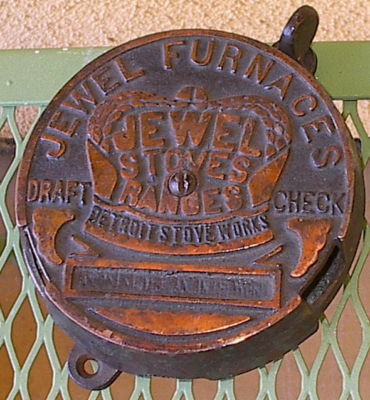 JEWEL FURNACES
JEWEL
STOVES
RANGES
DRAFT
CHECK
DETROIT STOVE WORKS